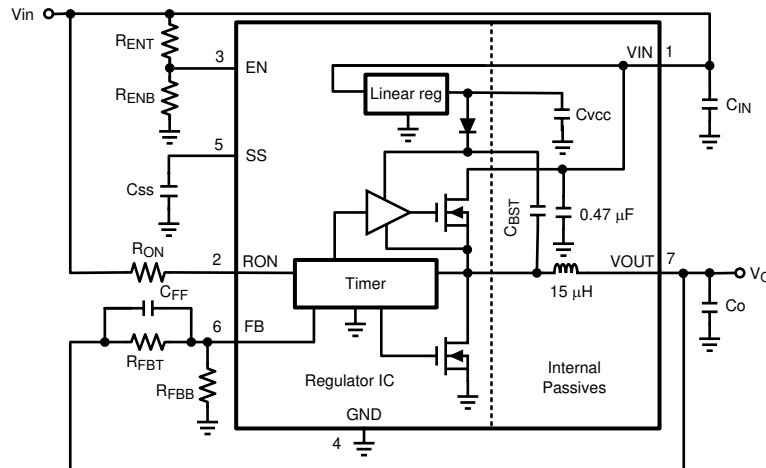 Vin
RENT
3
EN
RENB
VIN
1
Linear reg
Cvcc
CIN
5
SS
Css
CBST
0.47 µF
RON
2
RON
Timer
VOUT
7
15 µH
Co
CFF
6
FB
RFBT
RFBB
Regulator IC
Internal
Passives
GND
4